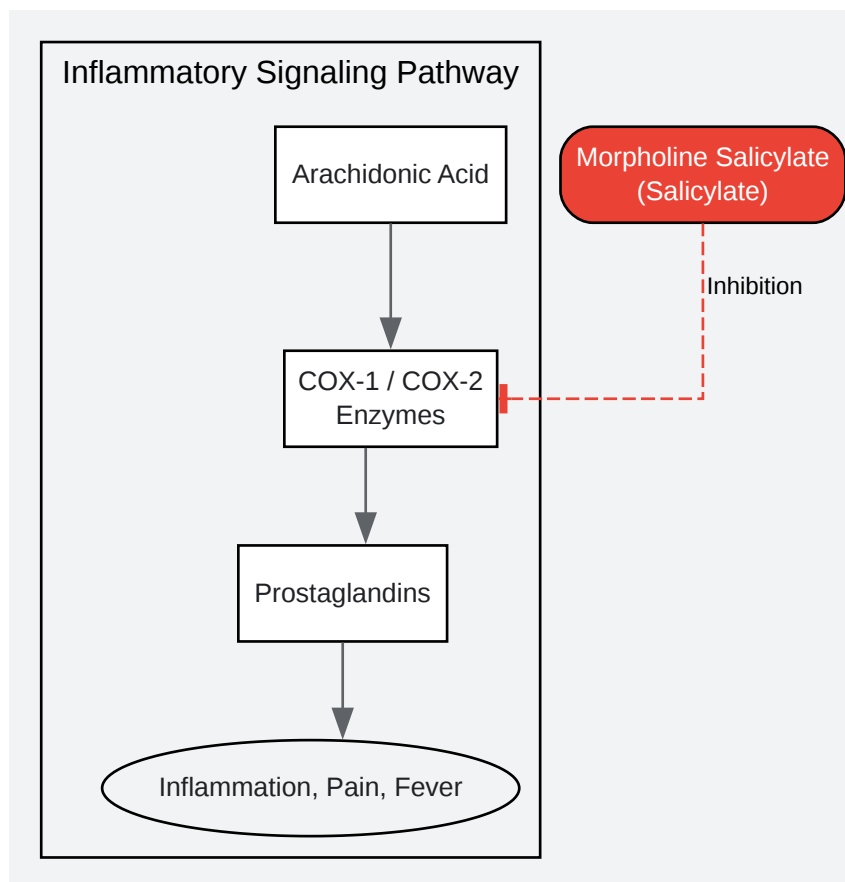 Inflammatory Signaling Pathway
Arachidonic Acid
Morpholine Salicylate
(Salicylate)
Inhibition
COX-1 / COX-2
Enzymes
Prostaglandins
Inflammation, Pain, Fever